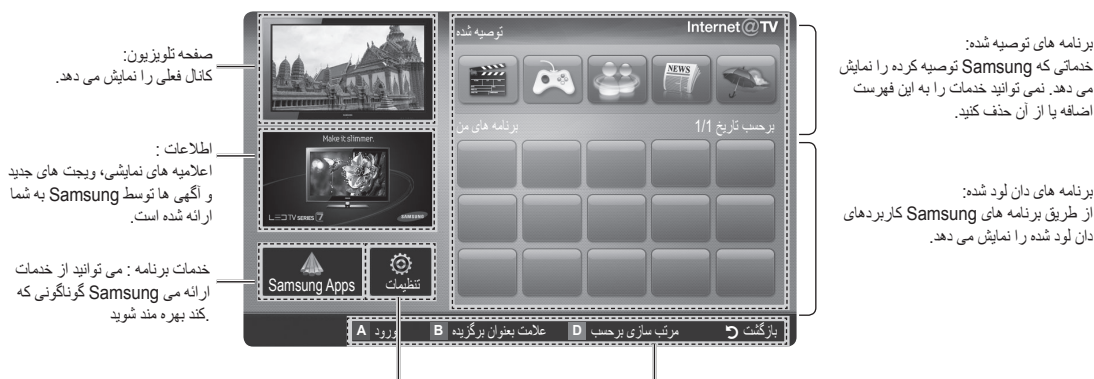 صفحه تلویزیون:
کانال فعلی را نمایش می دهد.
اطلاعات :
اعلامیه های نمایشی، ویجت های جدید
و آگهی ها توسط Samsung به شما
ارائه شده است.
خدمات برنامه : می توانید از خدمات
ارائه می Samsung گوناگونی که
.کند بهره مند شوید
توصیه شده
Internet@TV
NEWS
برنامه های من
برحسب تاریخ 1/1
Make it slimmer.
LED TV SERIES 7
SAMSUNG
Samsung Apps
تنظیمات
A ورود
B علامت بعنوان برگزیده
D مرتب سازی برحسب
بازگشت
برنامه های توصیه شده:
خدماتی که Samsung توصیه کرده را نمایش
می دهد. نمی توانید خدمات را به این فهرست
اضافه یا از آن حذف کنید.
برنامه های دان لود شده:
از طریق برنامه های Samsung کاربردهای
دان لود شده را نمایش می دهد.